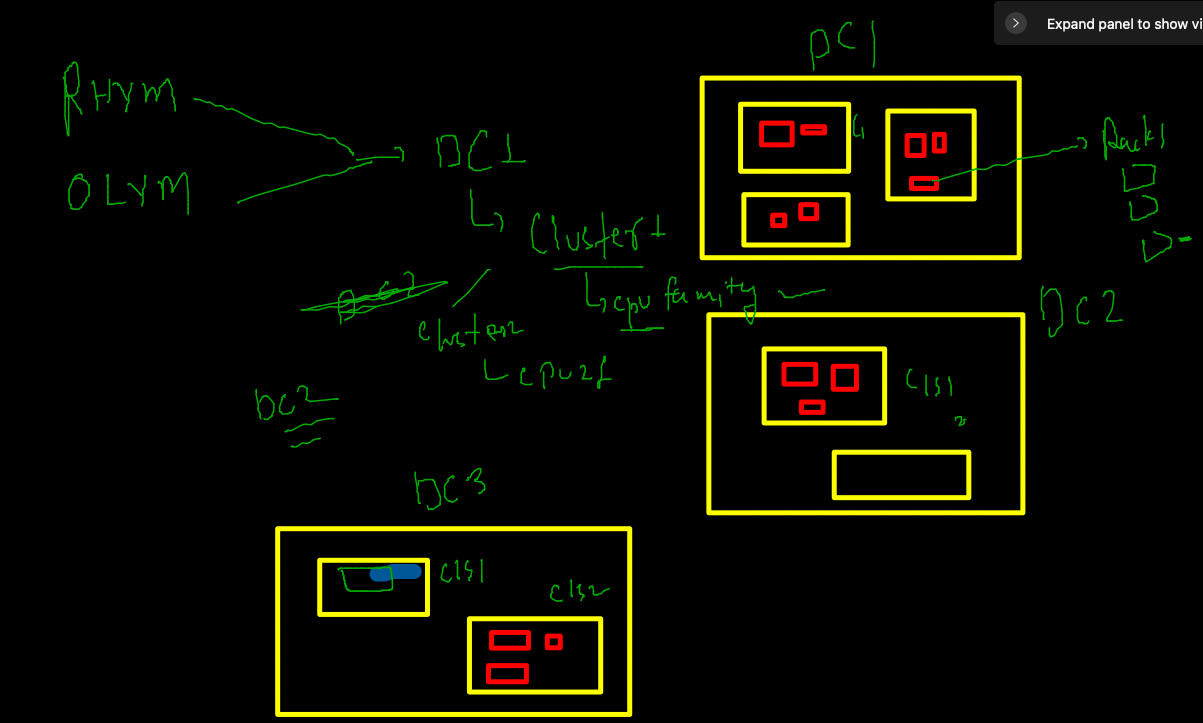 Expand panel to show vi
DC1
RHYM
DC1
Rack1
OLYM
Cluster1
cpu family
DC2
cluster2
cpu2f
cls1
2
DC2
DC3
cls1
cls2